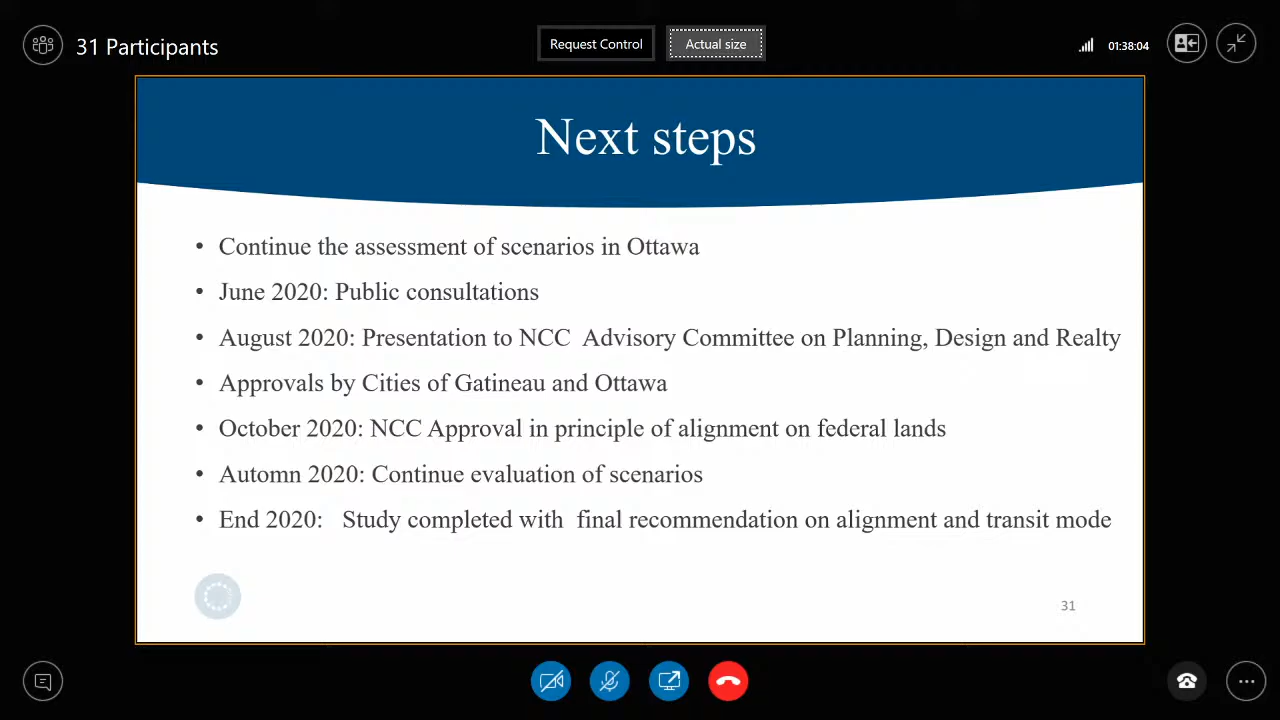 31 Participants
Request Control
Actual size
01:38:04
Next steps
• Continue the assessment of scenarios in Ottawa
• June 2020: Public consultations
• August 2020: Presentation to NCC  Advisory Committee on Planning, Design and Realty
• Approvals by Cities of Gatineau and Ottawa
• October 2020: NCC Approval in principle of alignment on federal lands
• Automn 2020: Continue evaluation of scenarios
• End 2020:   Study completed with  final recommendation on alignment and transit mode
31